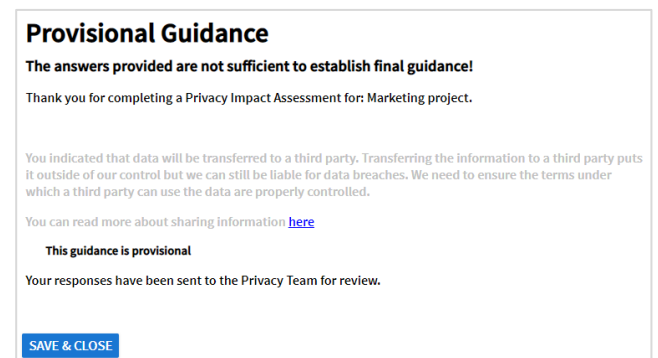 Provisional Guidance
The answers provided are not sufficient to establish final guidance!
Thank you for completing a Privacy Impact Assessment for: Marketing project.
You indicated that data will be transferred to a third party. Transferring the information to a third party puts
it outside of our control but we can still be liable for data breaches. We need to ensure the terms under
which a third party can use the data are properly controlled.
You can read more about sharing information here
This guidance is provisional
Your responses have been sent to the Privacy Team for review.
SAVE & CLOSE